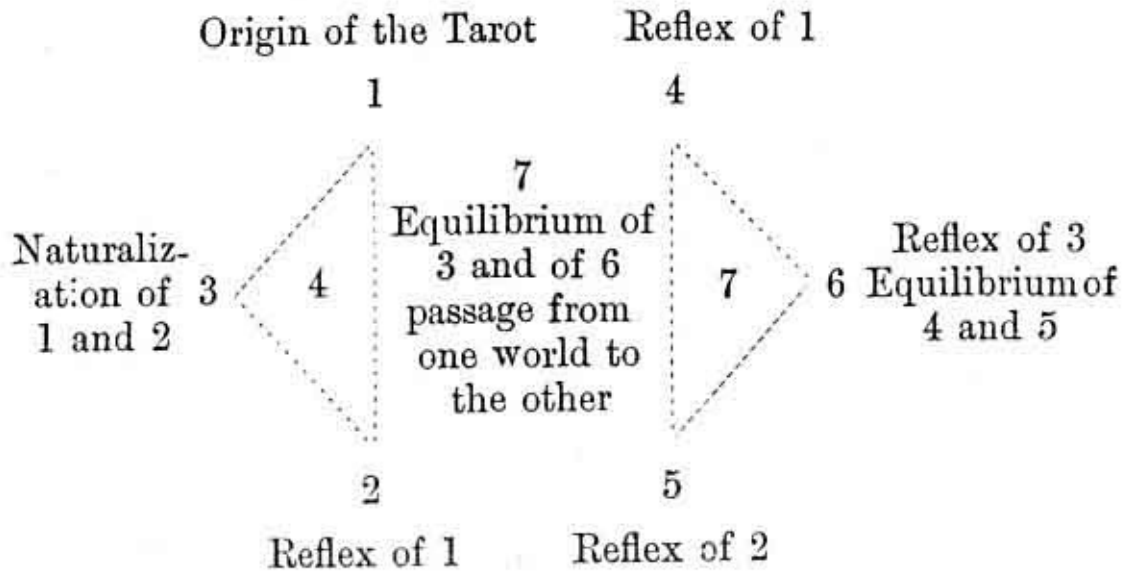 Origin of the Tarot
Reflex of 1
1
4
7
Equilibrium of
3 and of 6
passage from
one world to
the other
Naturaliz-
ation of
1 and 2
3
4
7
6
Reflex of 3
Equilibrium of
4 and 5
2
5
Reflex of 1
Reflex of 2